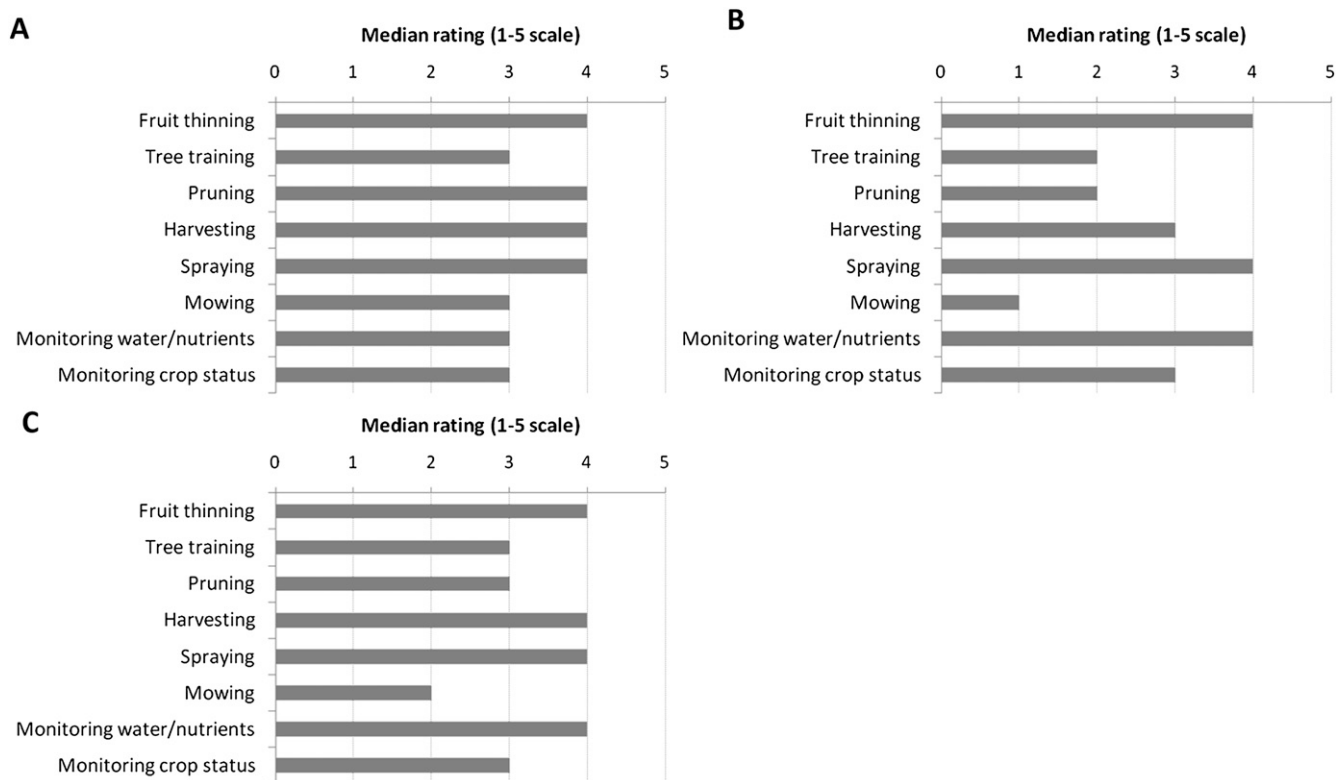 A
Median rating (1-5 scale)
0 1 2 3 4 5
Fruit thinning
Tree training
Pruning
Harvesting
Spraying
Mowing
Monitoring water/nutrients
Monitoring crop status
B
Median rating (1-5 scale)
0 1 2 3 4 5
Fruit thinning
Tree training
Pruning
Harvesting
Spraying
Mowing
Monitoring water/nutrients
Monitoring crop status
C
Median rating (1-5 scale)
0 1 2 3 4 5
Fruit thinning
Tree training
Pruning
Harvesting
Spraying
Mowing
Monitoring water/nutrients
Monitoring crop status